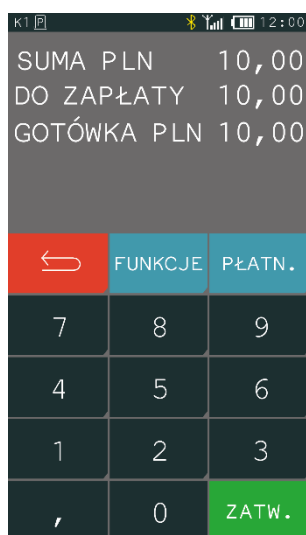 K1 P 12:00
SUMA PLN 10,00
DO ZAPŁATY 10,00
GOTÓWKA PLN 10,00
FUNKCJE PŁATN.
7 8 9
4 5 6
1 2 3
, 0 ZATW.